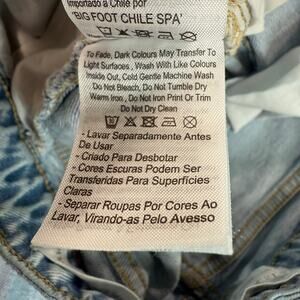 Importado a Chile por
'BIG FOOT CHILE SPA'
To Fade, Dark Colours May Transfer To
Light Surfaces , Wash With Like Colours
Inside Out, Cold Gentle Machine Wash
Do Not Bleach, Do Not Tumble Dry
Warm Iron , Do Not Iron Print Or Trim
Do Not Dry Clean
- Lavar Separadamente Antes
De Usar
- Criado Para Desbotar
- Cores Escuras Podem Ser
Transferidas Para Superfícies
Claras
- Separar Roupas Por Cores Ao
Lavar, Virando-as Pelo Avesso